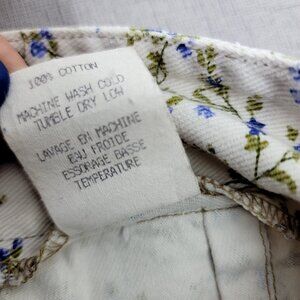 100% COTTON
MACHINE WASH COLD
TUMBLE DRY LOW
LAVAGE EN MACHINE
EAU FROIDE
ESSORAGE BASSE
TEMPERATURE